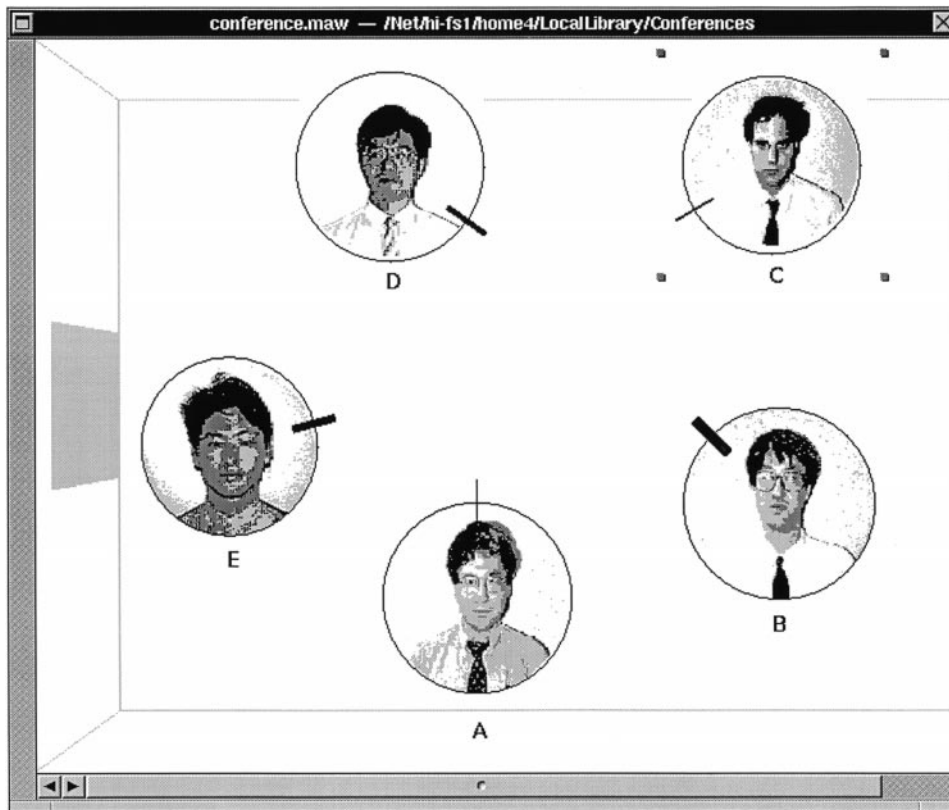 conference.maw — /Net/hi-fs1/home4/LocalLibrary/Conferences
D
C
E
B
A